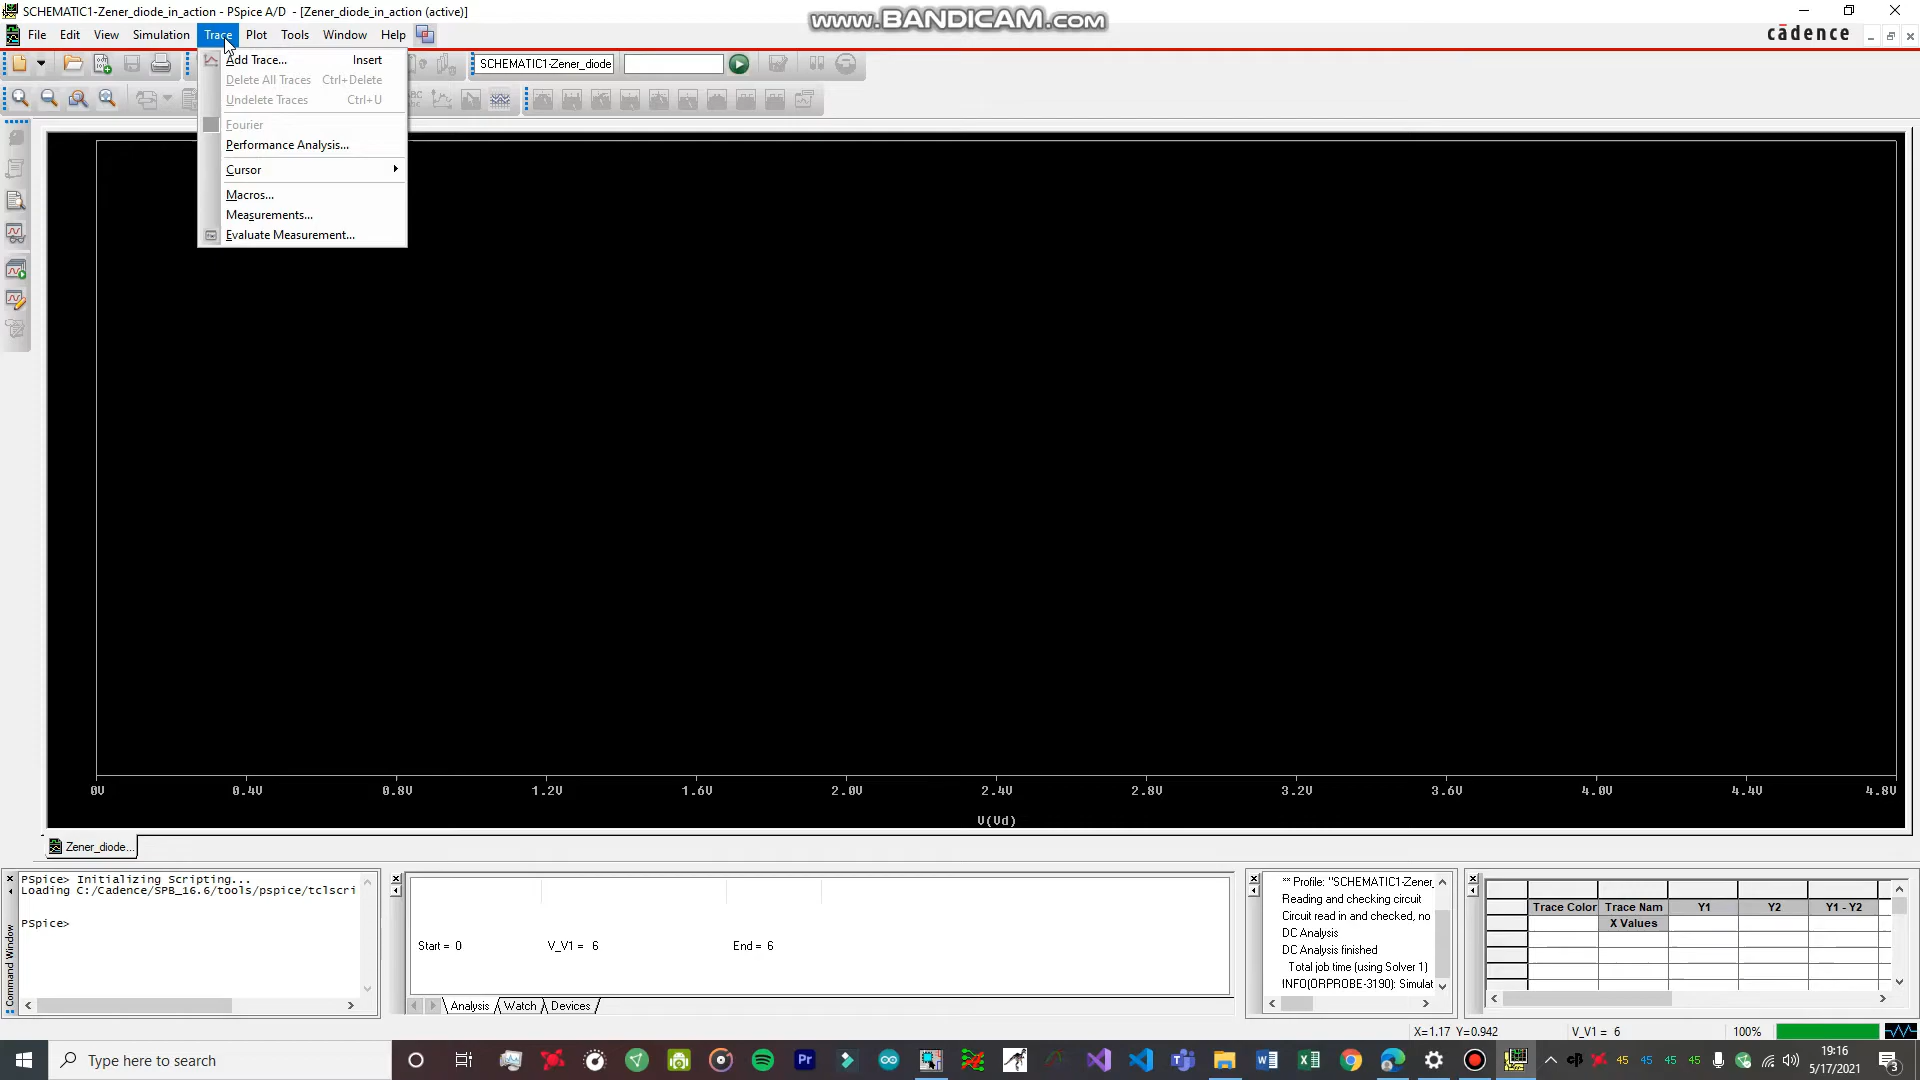 SCHEMATIC1-Zener_diode_in_action - PSpice A/D - [Zener_diode_in_action (active)]
www.BANDICAM.com
File Edit View Simulation Trace Plot Tools Window Help
cādence
Add Trace... Insert
SCHEMATIC1-Zener_diode
Delete All Traces Ctrl+Delete
Undelete Traces Ctrl+U
Fourier
Performance Analysis...
Cursor
Macros...
Measurements...
Evaluate Measurement...
0V 0.4V 0.8V 1.2V 1.6V 2.0V 2.4V 2.8V 3.2V 3.6V 4.0V 4.4V 4.8V
V(Vd)
Zener_diode...
Command Window
PSpice> Initializing Scripting...
Loading C:/Cadence/SPB_16.6/tools/pspice/tclscri
PSpice>
Start = 0 V_V1 = 6 End = 6
Analysis Watch Devices
** Profile: "SCHEMATIC1-Zener_
Reading and checking circuit
Circuit read in and checked, no
DC Analysis
DC Analysis finished
Total job time (using Solver 1)
INFO(ORPROBE-3190): Simulat
Trace Color Trace Nam Y1 Y2 Y1 - Y2
X Values
X=1.17 Y=0.942 V_V1 = 6 100%
Type here to search
45 45 45 45
19:16
5/17/2021
3